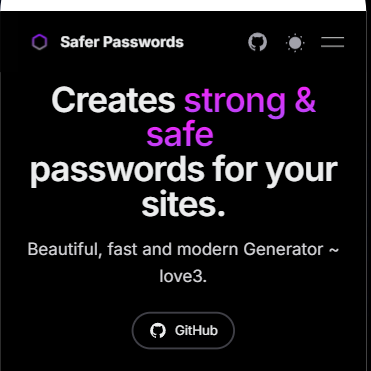 Safer Passwords
Creates strong &
safe
passwords for your
sites.
Beautiful, fast and modern Generator ~
love3.
GitHub